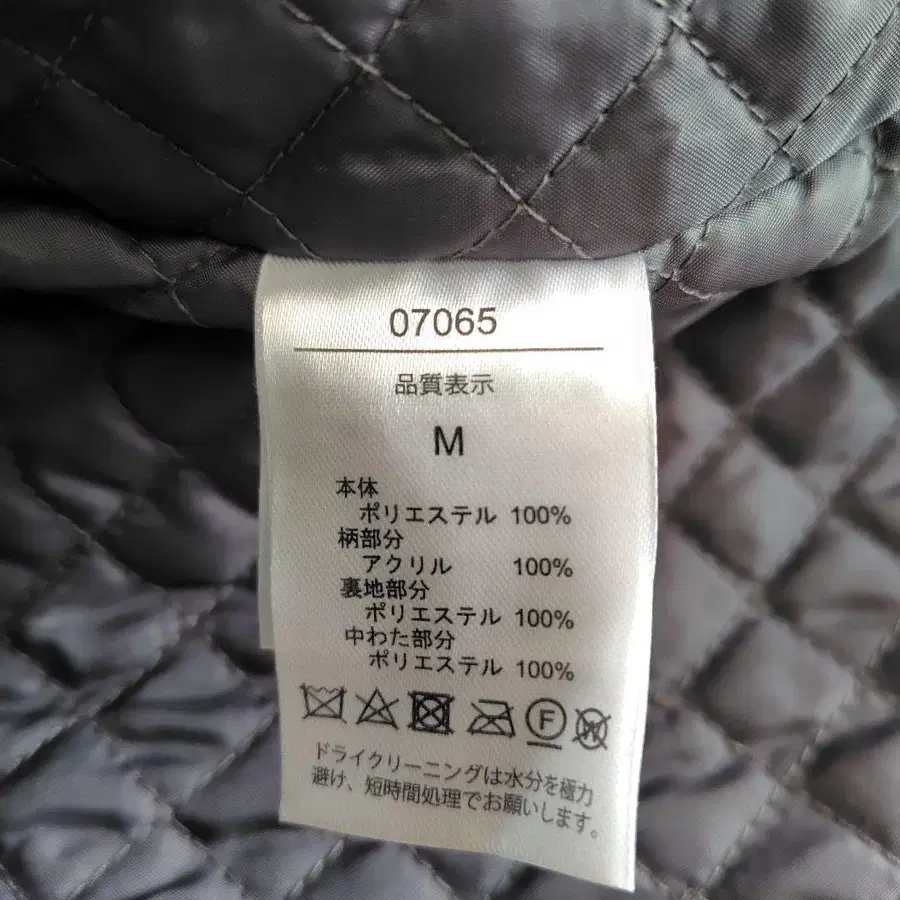 07065
品質表示
M
本体
ポリエステル 100%
柄部分
アクリル 100%
裏地部分
ポリエステル 100%
中わた部分
ポリエステル 100%
F W
ドライクリーニングは水分を極力
避け、短時間処理でお願いします。